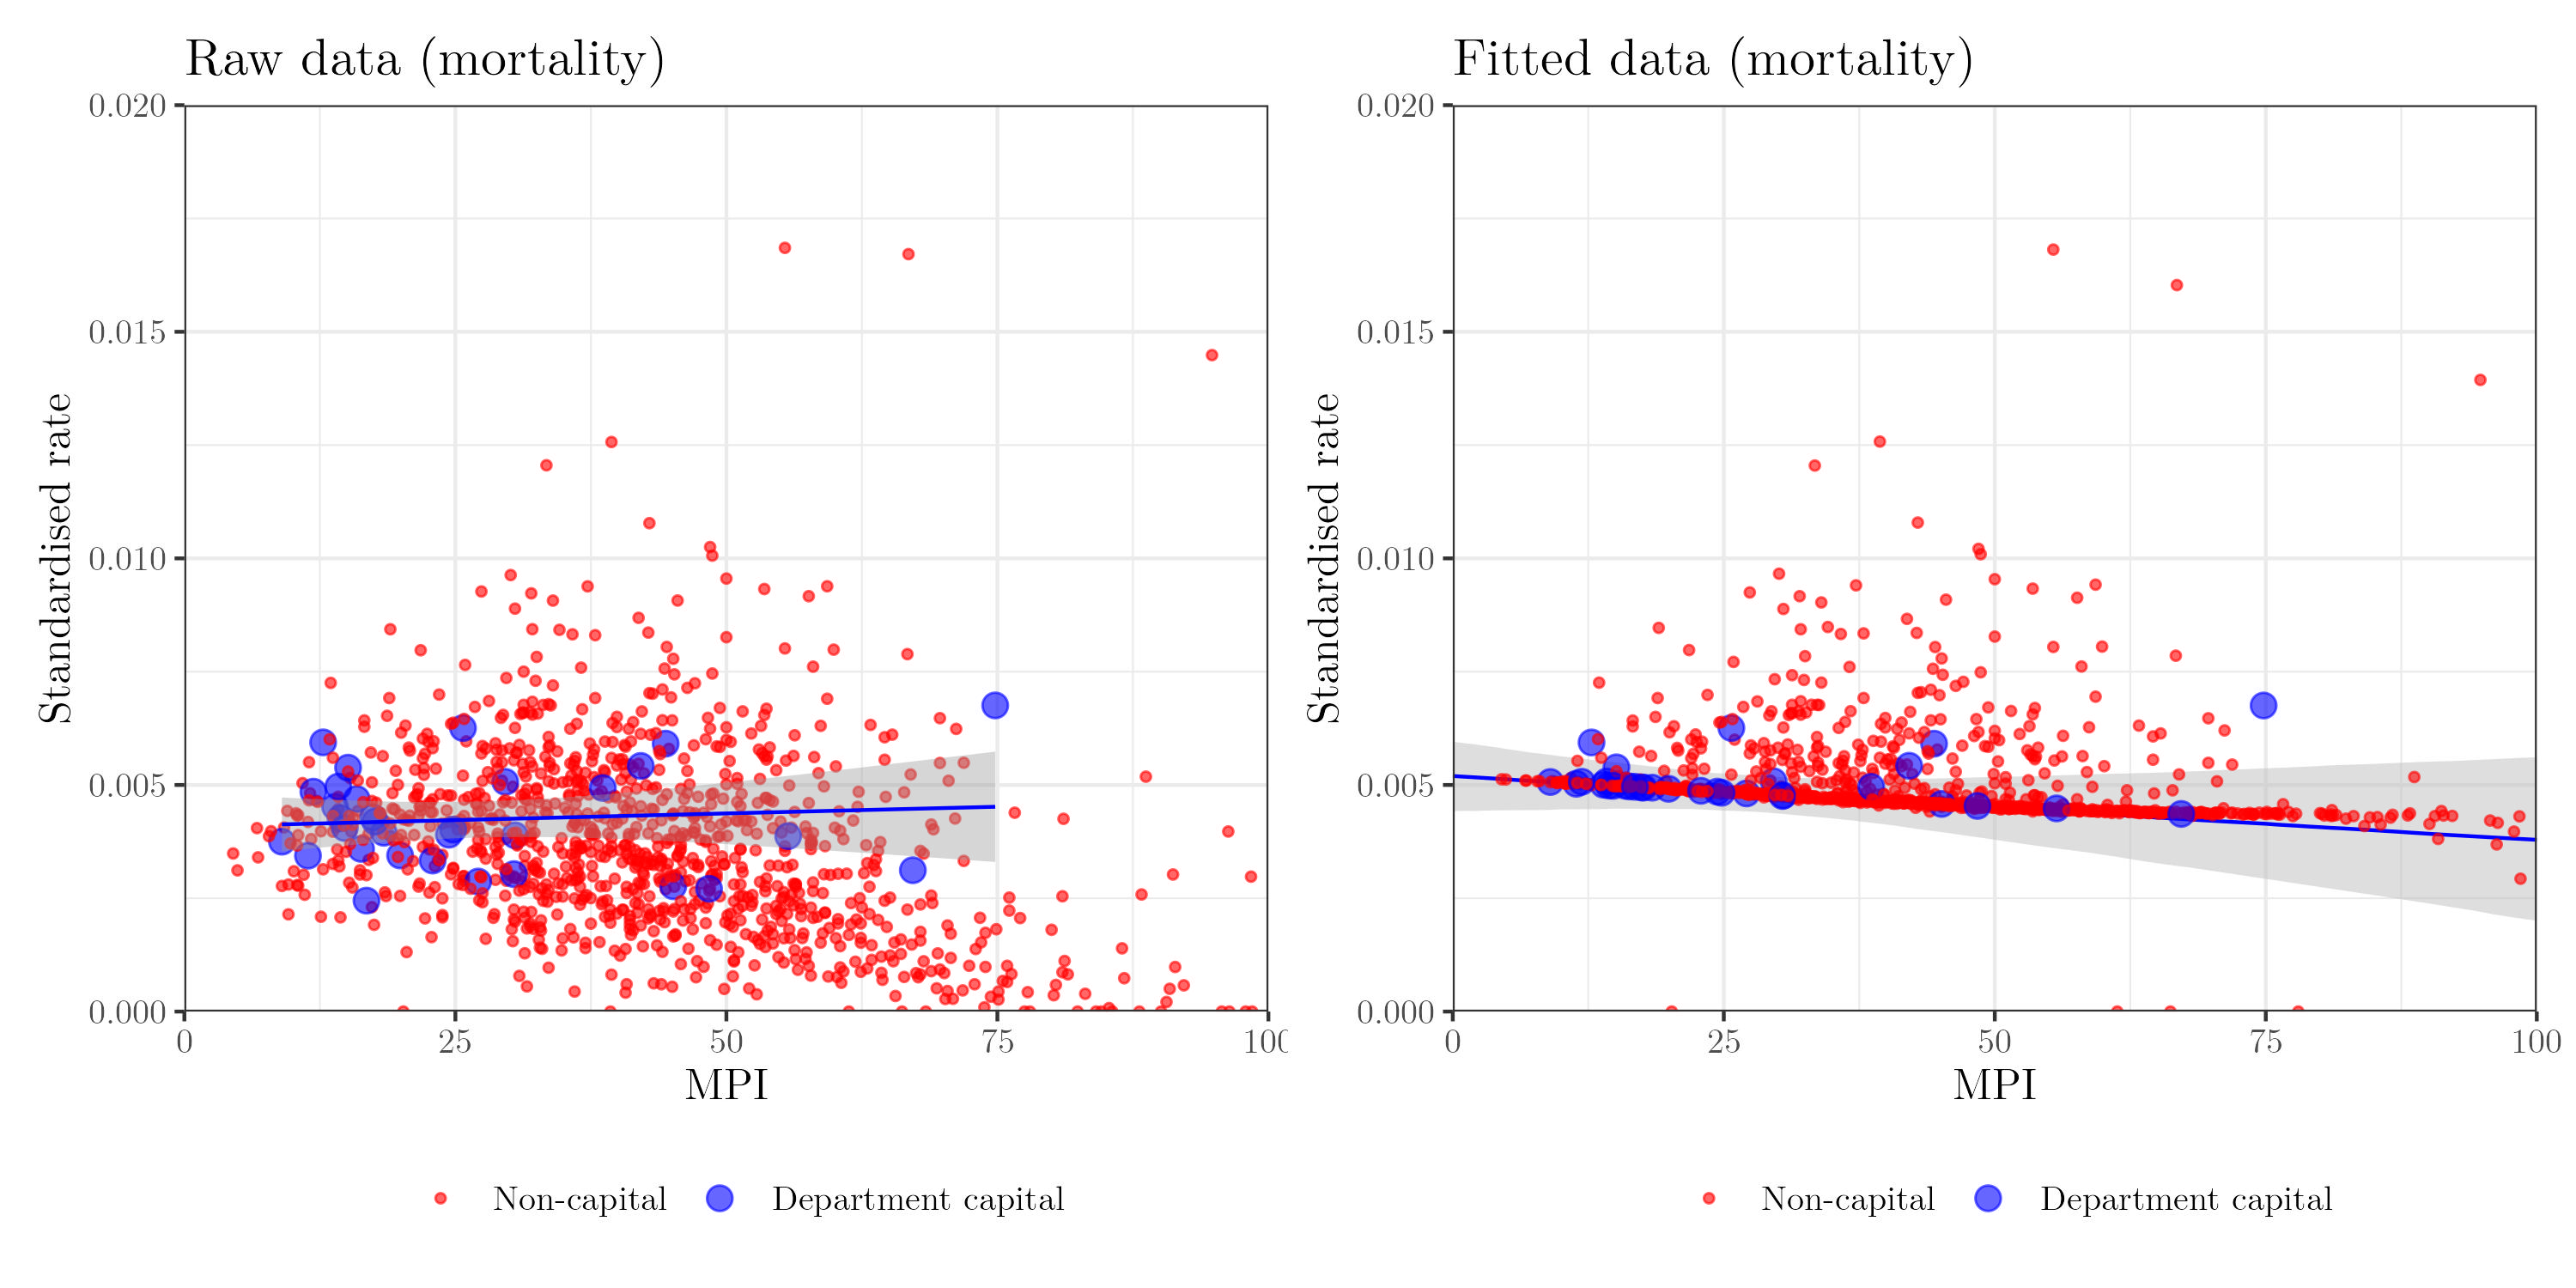 Raw data (mortality)
Standardised rate
0.020
0.015
0.010
0.005
0.000
0 25 50 75 100
MPI
Non-capital Department capital
Fitted data (mortality)
Standardised rate
0.020
0.015
0.010
0.005
0.000
0 25 50 75 100
MPI
Non-capital Department capital